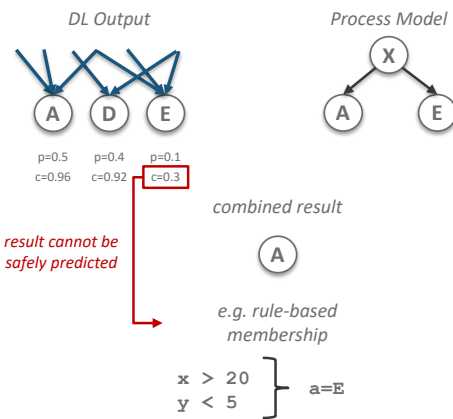 DL Output
Process Model
X
A
D
E
A
E
p=0.5
p=0.4
p=0.1
c=0.96
c=0.92
c=0.3
combined result
result cannot be
safely predicted
A
e.g. rule-based
membership
x > 20
y < 5
a=E